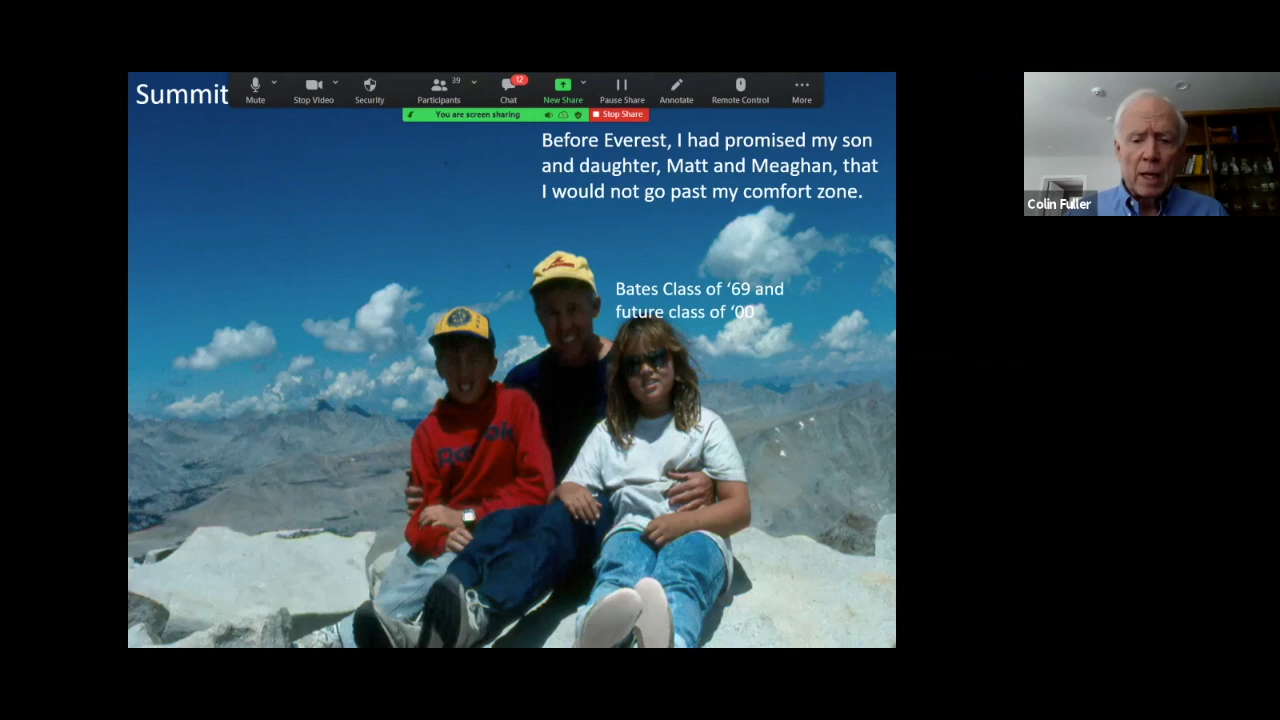 Summit
39
12
Mute
Stop Video
Security
Participants
Chat
New Share
Pause Share
Annotate
Remote Control
More
You are screen sharing
Stop Share
Before Everest, I had promised my son
and daughter, Matt and Meaghan, that
I would not go past my comfort zone.
Bates Class of ‘69 and
future class of ‘00
Reebok
Colin Fuller